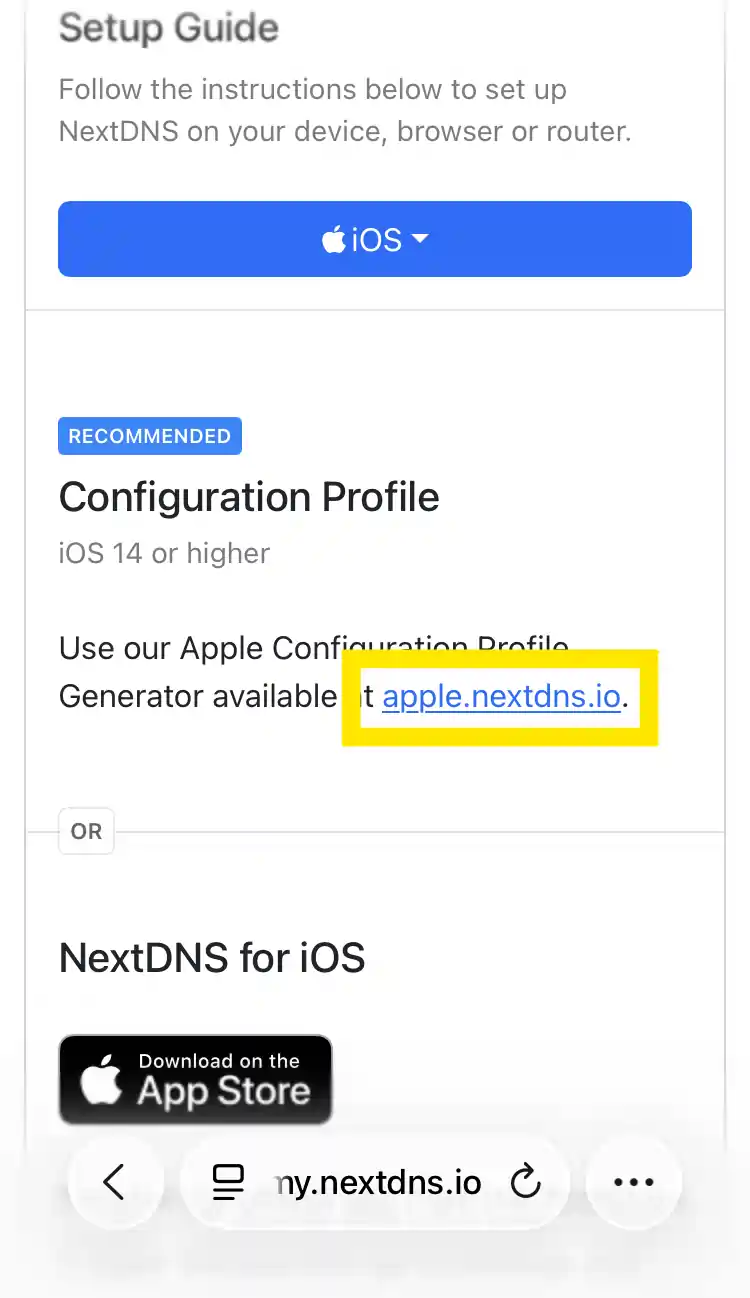 Setup Guide
Follow the instructions below to set up
NextDNS on your device, browser or router.
iOS
RECOMMENDED
Configuration Profile
iOS 14 or higher
Use our Apple Configuration Profile
Generator available at apple.nextdns.io.
OR
NextDNS for iOS
Download on the
App Store
my.nextdns.io